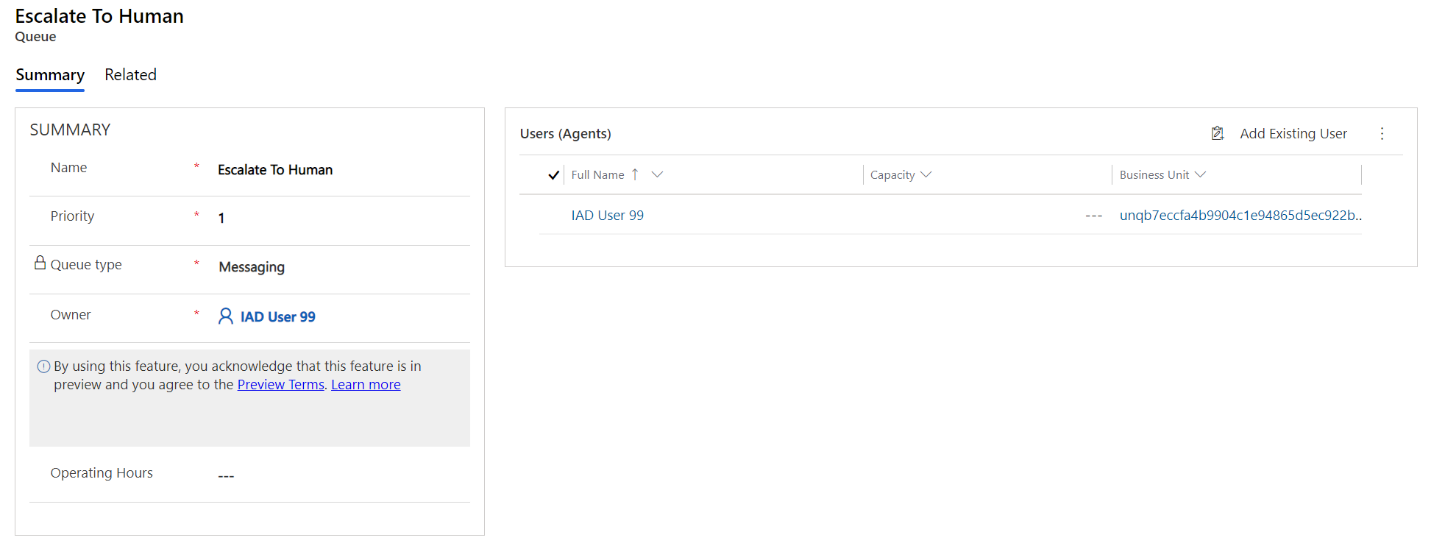 Escalate To Human
Queue
Summary Related
SUMMARY
Name * Escalate To Human
Priority * 1
Queue type * Messaging
Owner * IAD User 99
By using this feature, you acknowledge that this feature is in
preview and you agree to the Preview Terms. Learn more
Operating Hours ---
Users (Agents) Add Existing User
Full Name Capacity Business Unit
IAD User 99 --- unqb7eccfa4b9904c1e94865d5ec922b..